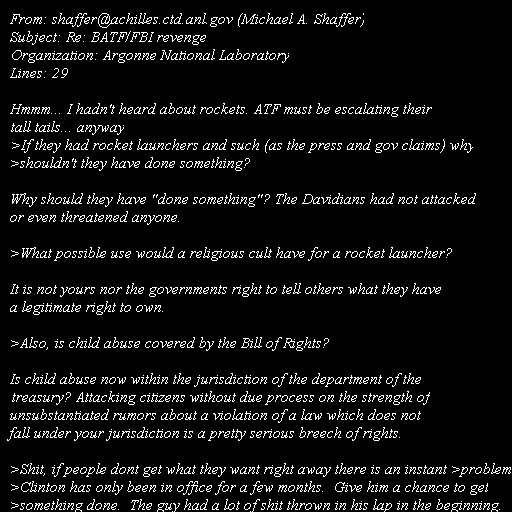 From: shaffer@achilles.ctd.anl.gov (Michael A. Shaffer)
Subject: Re: BATF/FBI revenge
Organization: Argonne National Laboratory
Lines: 29

Hmmm... I hadn't heard about rockets. ATF must be escalating their
tall tails... anyway
>If they had rocket launchers and such (as the press and gov claims) why
>shouldn't they have done something?

Why should they have "done something"? The Davidians had not attacked
or even threatened anyone.

>What possible use would a religious cult have for a rocket launcher?

It is not yours nor the governments right to tell others what they have
a legitimate right to own.

>Also, is child abuse covered by the Bill of Rights?

Is child abuse now within the jurisdiction of the department of the
treasury? Attacking citizens without due process on the strength of
unsubstantiated rumors about a violation of a law which does not
fall under your jurisdiction is a pretty serious breech of rights.

>Shit, if people dont get what they want right away there is an instant >problem
>Clinton has only been in office for a few months.  Give him a chance to get
>something done.  The guy had a lot of shit thrown in his lap in the beginning,